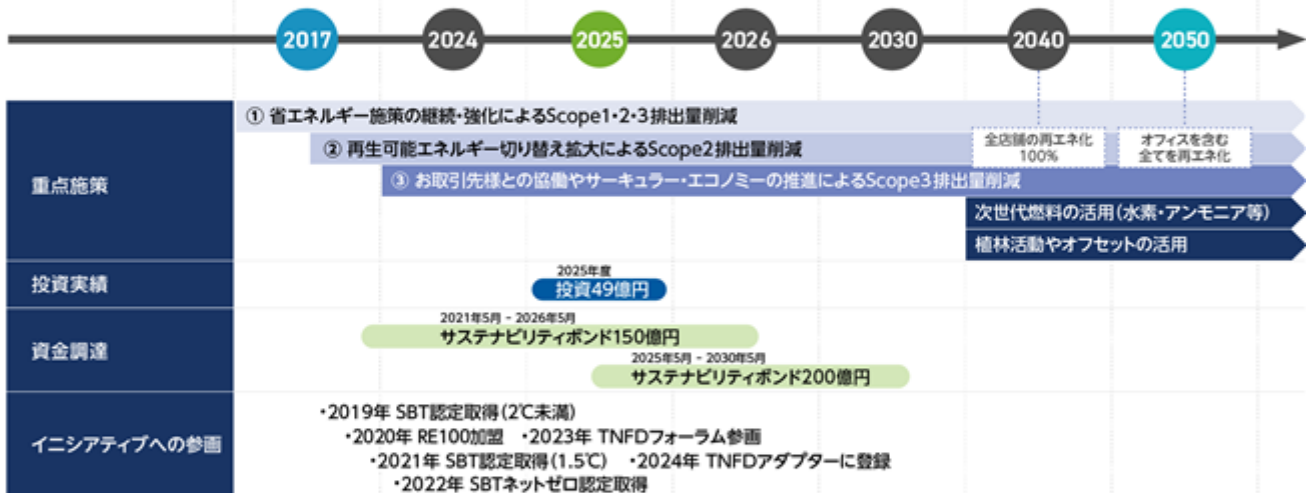 2017
2024
2025
2026
2030
2040
2050
重点施策
① 省エネルギー施策の継続・強化によるScope1・2・3排出量削減
② 再生可能エネルギー切り替え拡大によるScope2排出量削減
全店舗の再エネ化
100%
オフィスを含む
全てを再エネ化
③ お取引先様との協働やサーキュラー・エコノミーの推進によるScope3排出量削減
次世代燃料の活用(水素・アンモニア等)
植林活動やオフセットの活用
投資実績
2025年度
投資49億円
資金調達
2021年5月 - 2026年5月
サステナビリティボンド150億円
2025年5月 - 2030年5月
サステナビリティボンド200億円
イニシアティブへの参画
・2019年 SBT認定取得(2℃未満)
・2020年 RE100加盟 ・2023年 TNFDフォーラム参画
・2021年 SBT認定取得(1.5℃) ・2024年 TNFDアダプターに登録
・2022年 SBTネットゼロ認定取得